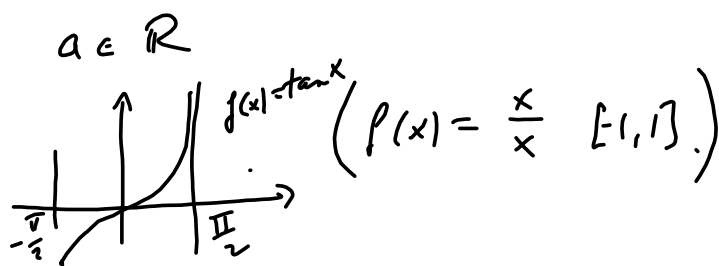 a ∈ ℝ
f(x) = tan x
(f(x) = x/x [-1, 1].)
-π/2
π/2